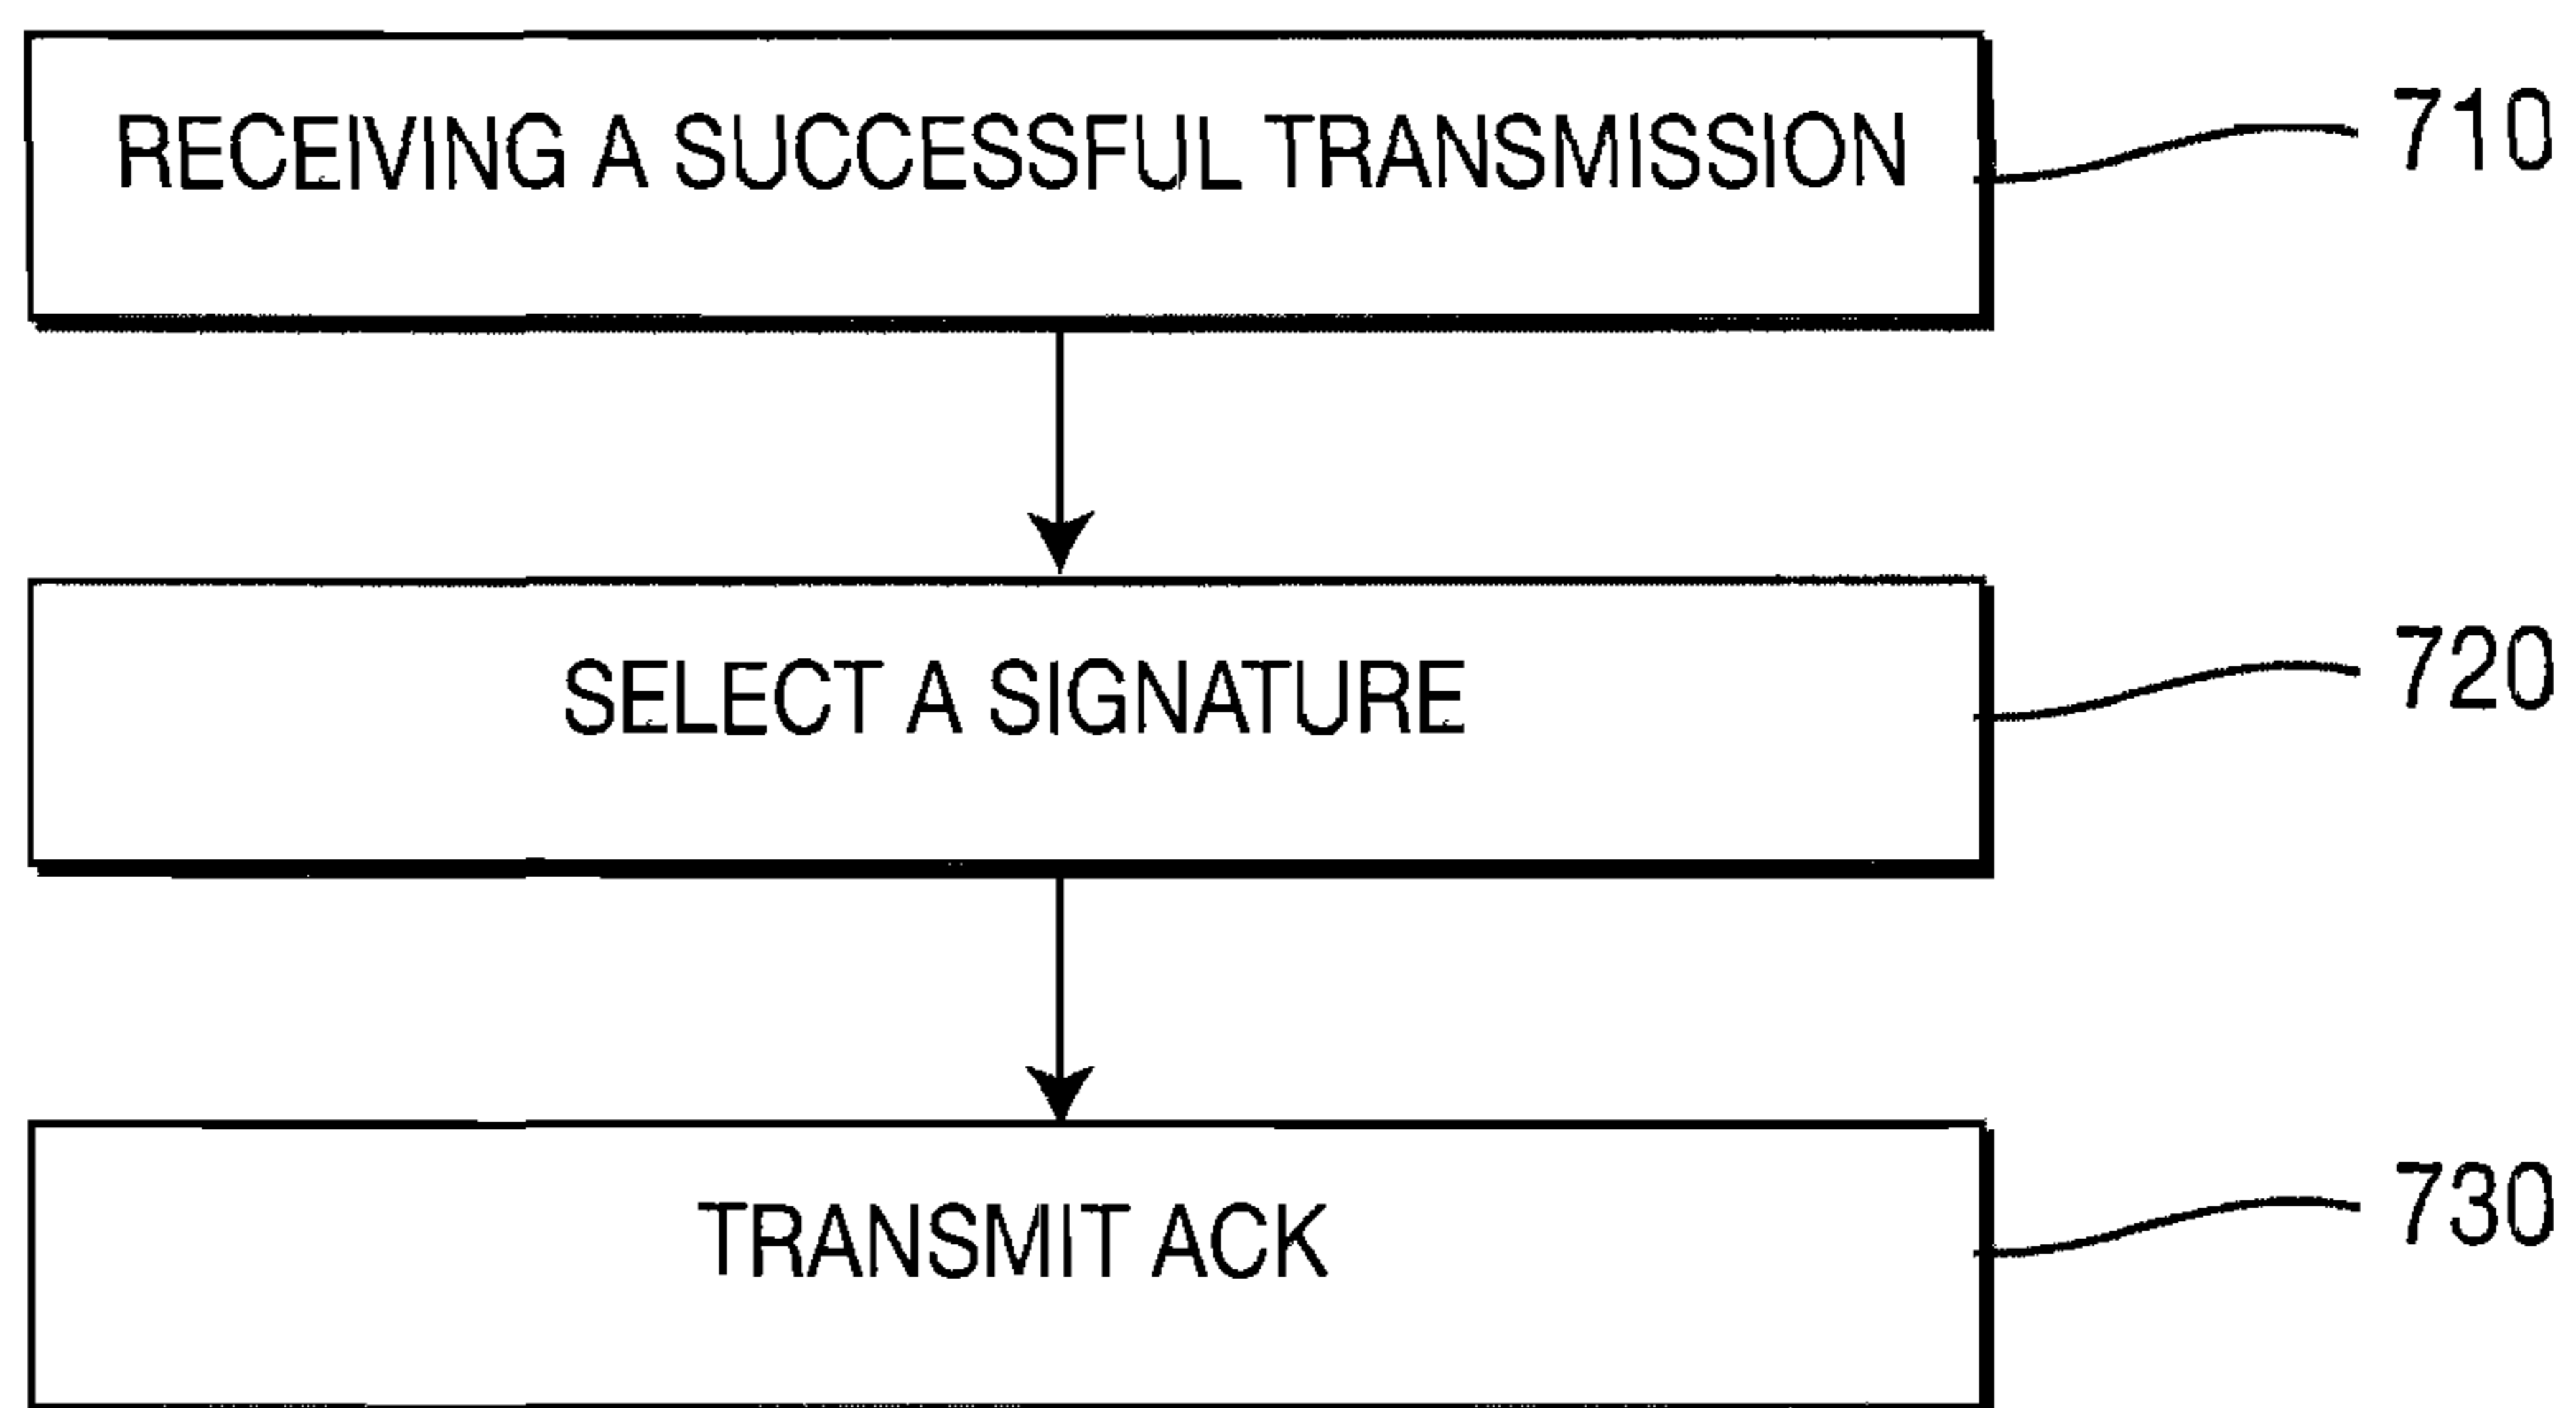 RECEIVING A SUCCESSFUL TRANSMISSION
710
SELECT A SIGNATURE
720
TRANSMIT ACK
730